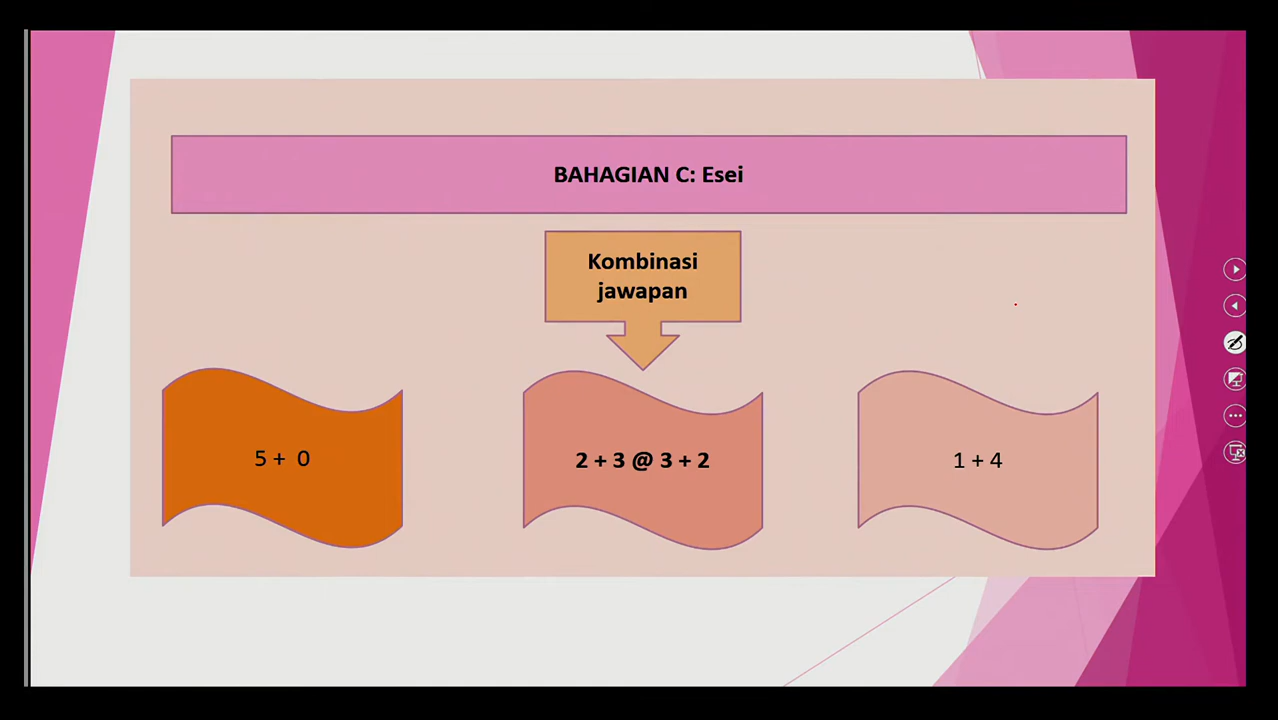 BAHAGIAN C: Esei
Kombinasi
jawapan
5 + 0
2 + 3 @ 3 + 2
1 + 4